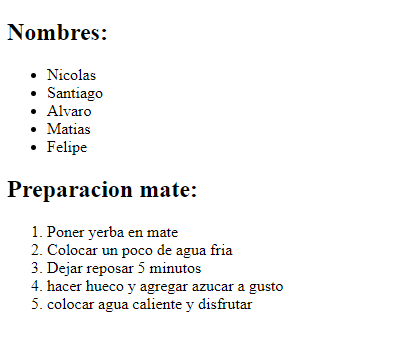 Nombres:
• Nicolas
• Santiago
• Alvaro
• Matias
• Felipe
Preparacion mate:
1. Poner yerba en mate
2. Colocar un poco de agua fria
3. Dejar reposar 5 minutos
4. hacer hueco y agregar azucar a gusto
5. colocar agua caliente y disfrutar